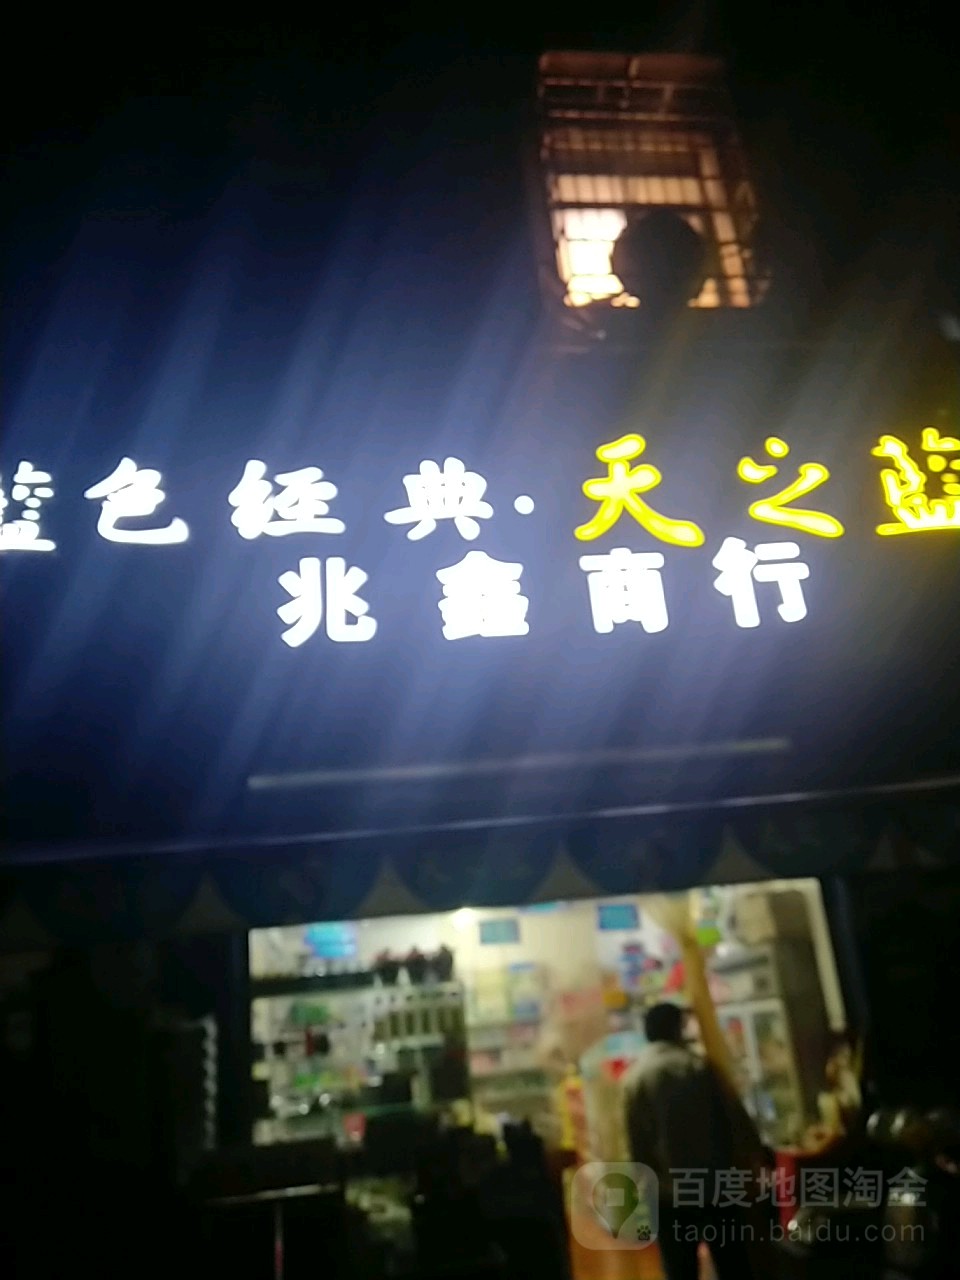 蓝色经典·天之蓝
兆鑫商行
百度地图淘金
taojin.baidu.com